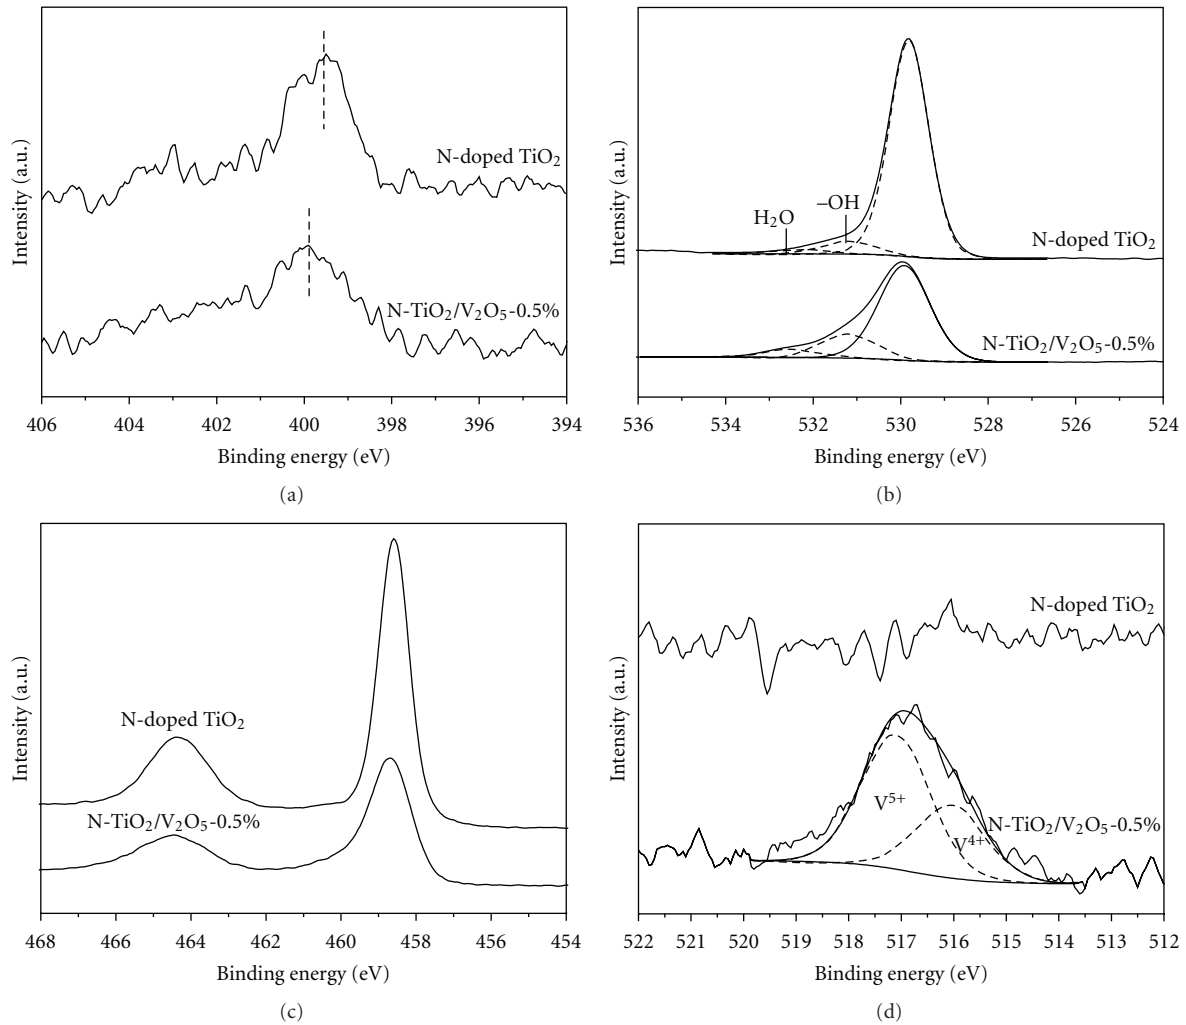 Intensity (a.u.)
N-doped TiO₂
N-TiO₂/V₂O₅-0.5%
406 404 402 400 398 396 394
Binding energy (eV)
(a)
Intensity (a.u.)
H₂O
–OH
N-doped TiO₂
N-TiO₂/V₂O₅-0.5%
536 534 532 530 528 526 524
Binding energy (eV)
(b)
Intensity (a.u.)
N-doped TiO₂
N-TiO₂/V₂O₅-0.5%
468 466 464 462 460 458 456 454
Binding energy (eV)
(c)
Intensity (a.u.)
N-doped TiO₂
V⁵⁺
N-TiO₂/V₂O₅-0.5%
V⁴⁺
522 521 520 519 518 517 516 515 514 513 512
Binding energy (eV)
(d)